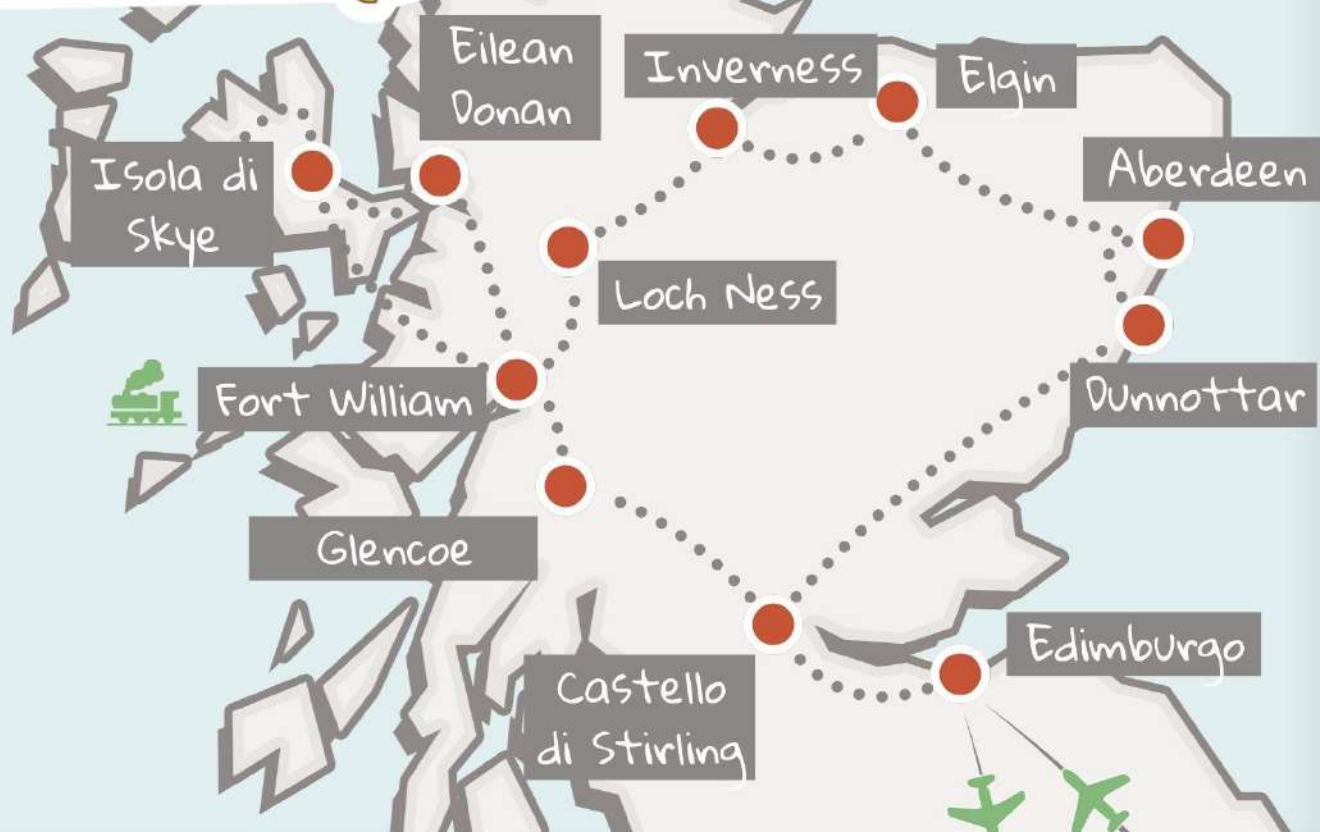 Eilean
Donan
Inverness
Elgin
Isola di
Skye
Aberdeen
Loch Ness
Fort William
Dunnottar
Glencoe
Edimburgo
Castello
di Stirling